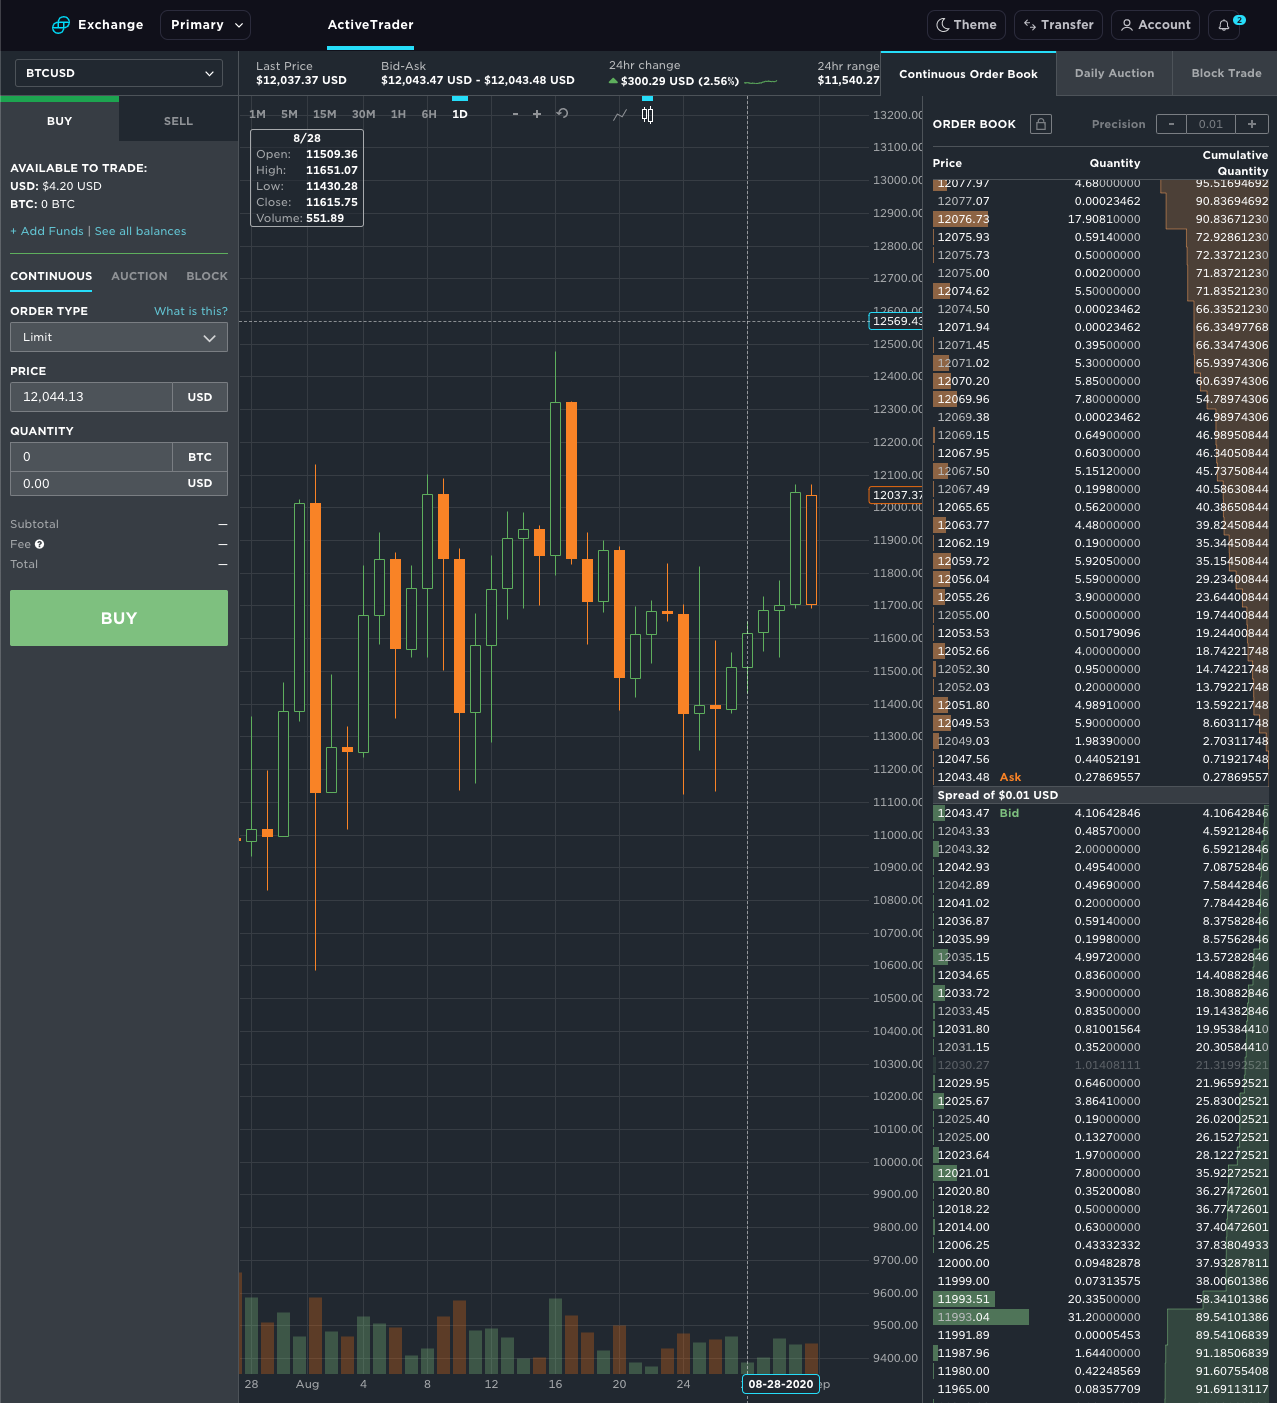 Exchange
Primary
ActiveTrader
Theme
Transfer
Account
2
BTCUSD
Last Price
$12,037.37 USD
Bid-Ask
$12,043.47 USD - $12,043.48 USD
24hr change
$300.29 USD (2.56%)
24hr range
$11,540.27
Continuous Order Book
Daily Auction
Block Trade
BUY
SELL
AVAILABLE TO TRADE:
USD: $4.20 USD
BTC: 0 BTC
+ Add Funds | See all balances
CONTINUOUS
AUCTION
BLOCK
ORDER TYPE
What is this?
Limit
PRICE
12,044.13
USD
QUANTITY
0
BTC
0.00
USD
Subtotal —
Fee ? —
Total —
BUY
1M 5M 15M 30M 1H 6H 1D - +
8/28
Open: 11509.36
High: 11651.07
Low: 11430.28
Close: 11615.75
Volume: 551.89
13200.00
13100.00
13000.00
12900.00
12800.00
12700.00
12600.00
12569.43
12500.00
12400.00
12300.00
12200.00
12100.00
12037.37
12000.00
11900.00
11800.00
11700.00
11600.00
11500.00
11400.00
11300.00
11200.00
11100.00
11000.00
10900.00
10800.00
10700.00
10600.00
10500.00
10400.00
10300.00
10200.00
10100.00
10000.00
9900.00
9800.00
9700.00
9600.00
9500.00
9400.00
28 Aug 4 8 12 16 20 24 08-28-2020 ep
ORDER BOOK
Precision - 0.01 +
Price Quantity Cumulative
Quantity
12077.97 4.68000000 95.51694692
12077.07 0.00023462 90.83694692
12076.73 17.90810000 90.83671230
12075.93 0.59140000 72.92861230
12075.73 0.50000000 72.33721230
12075.00 0.00200000 71.83721230
12074.62 5.50000000 71.83521230
12074.50 0.00023462 66.33521230
12071.94 0.00023462 66.33497768
12071.45 0.39500000 66.33474306
12071.02 5.30000000 65.93974306
12070.20 5.85000000 60.63974306
12069.96 7.80000000 54.78974306
12069.38 0.00023462 46.98974306
12069.15 0.64900000 46.98950844
12067.95 0.60300000 46.34050844
12067.50 5.15120000 45.73750844
12067.49 0.19980000 40.58630844
12065.65 0.56200000 40.38650844
12063.77 4.48000000 39.82450844
12062.19 0.19000000 35.34450844
12059.72 5.92050000 35.15450844
12056.04 5.59000000 29.23400844
12055.26 3.90000000 23.64400844
12055.00 0.50000000 19.74400844
12053.53 0.50179096 19.24400844
12052.66 4.00000000 18.74221748
12052.30 0.95000000 14.74221748
12052.03 0.20000000 13.79221748
12051.80 4.98910000 13.59221748
12049.53 5.90000000 8.60311748
12049.03 1.98390000 2.70311748
12047.56 0.44052191 0.71921748
12043.48 Ask 0.27869557 0.27869557
Spread of $0.01 USD
12043.47 Bid 4.10642846 4.10642846
12043.33 0.48570000 4.59212846
12043.32 2.00000000 6.59212846
12042.93 0.49540000 7.08752846
12042.89 0.49690000 7.58442846
12041.02 0.20000000 7.78442846
12036.87 0.59140000 8.37582846
12035.99 0.19980000 8.57562846
12035.15 4.99720000 13.57282846
12034.65 0.83600000 14.40882846
12033.72 3.90000000 18.30882846
12033.45 0.83500000 19.14382846
12031.80 0.81001564 19.95384410
12031.15 0.35200000 20.30584410
12030.27 1.01408111 21.31992521
12029.95 0.64600000 21.96592521
12025.67 3.86410000 25.83002521
12025.40 0.19000000 26.02002521
12025.00 0.13270000 26.15272521
12023.64 1.97000000 28.12272521
12021.01 7.80000000 35.92272521
12020.80 0.35200080 36.27472601
12018.22 0.50000000 36.77472601
12014.00 0.63000000 37.40472601
12006.25 0.43332332 37.83804933
12000.00 0.09482878 37.93287811
11999.00 0.07313575 38.00601386
11993.51 20.33500000 58.34101386
11993.04 31.20000000 89.54101386
11991.89 0.00005453 89.54106839
11987.96 1.64400000 91.18506839
11980.00 0.42248569 91.60755408
11965.00 0.08357709 91.69113117